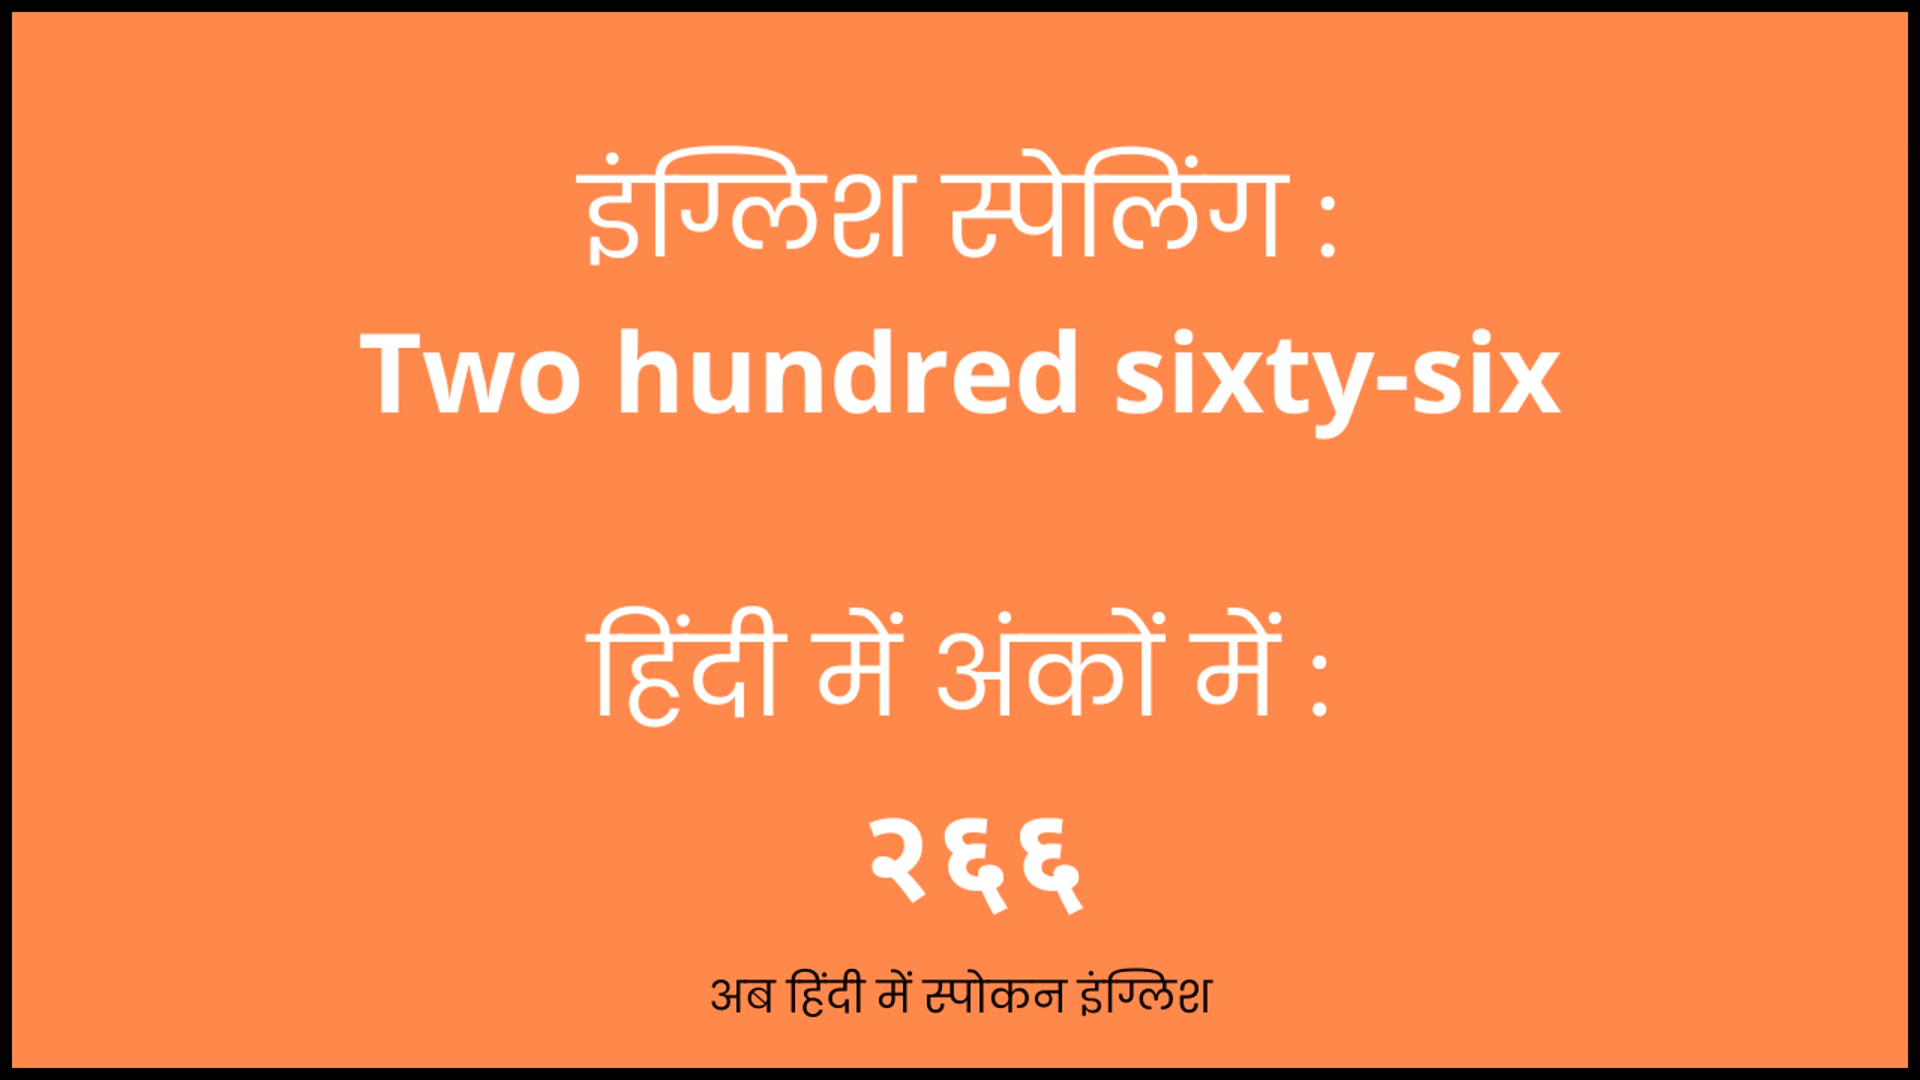 इंग्लिश स्पेलिंग :
Two hundred sixty-six
हिंदी में अंकों में :
२६६
अब हिंदी में स्पोकन इंग्लिश